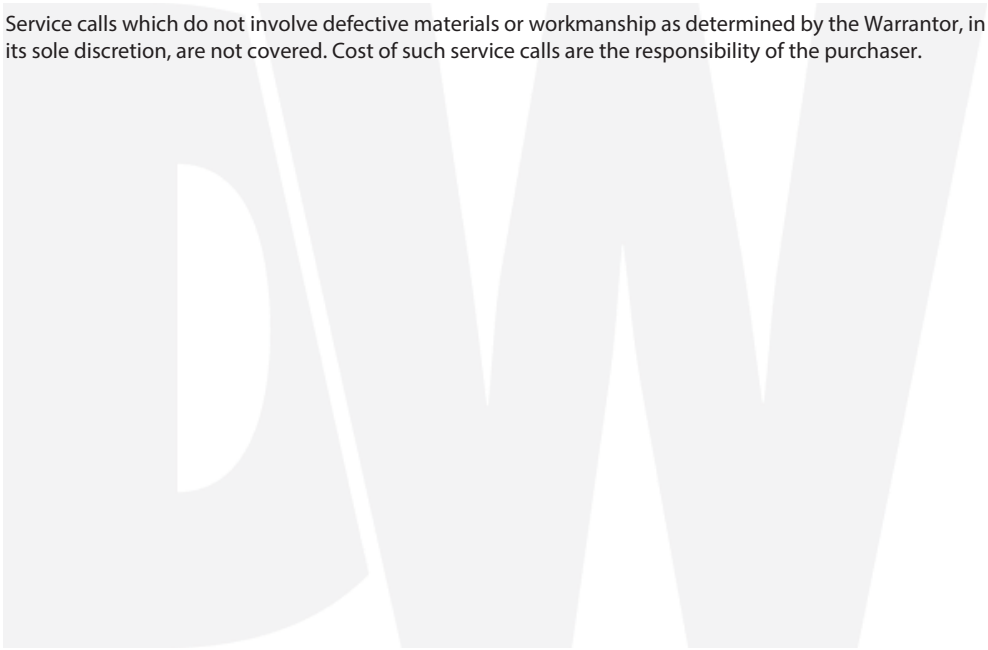 Service calls which do not involve defective materials or workmanship as determined by the Warrantor, in
its sole discretion, are not covered. Cost of such service calls are the responsibility of the purchaser.
DW